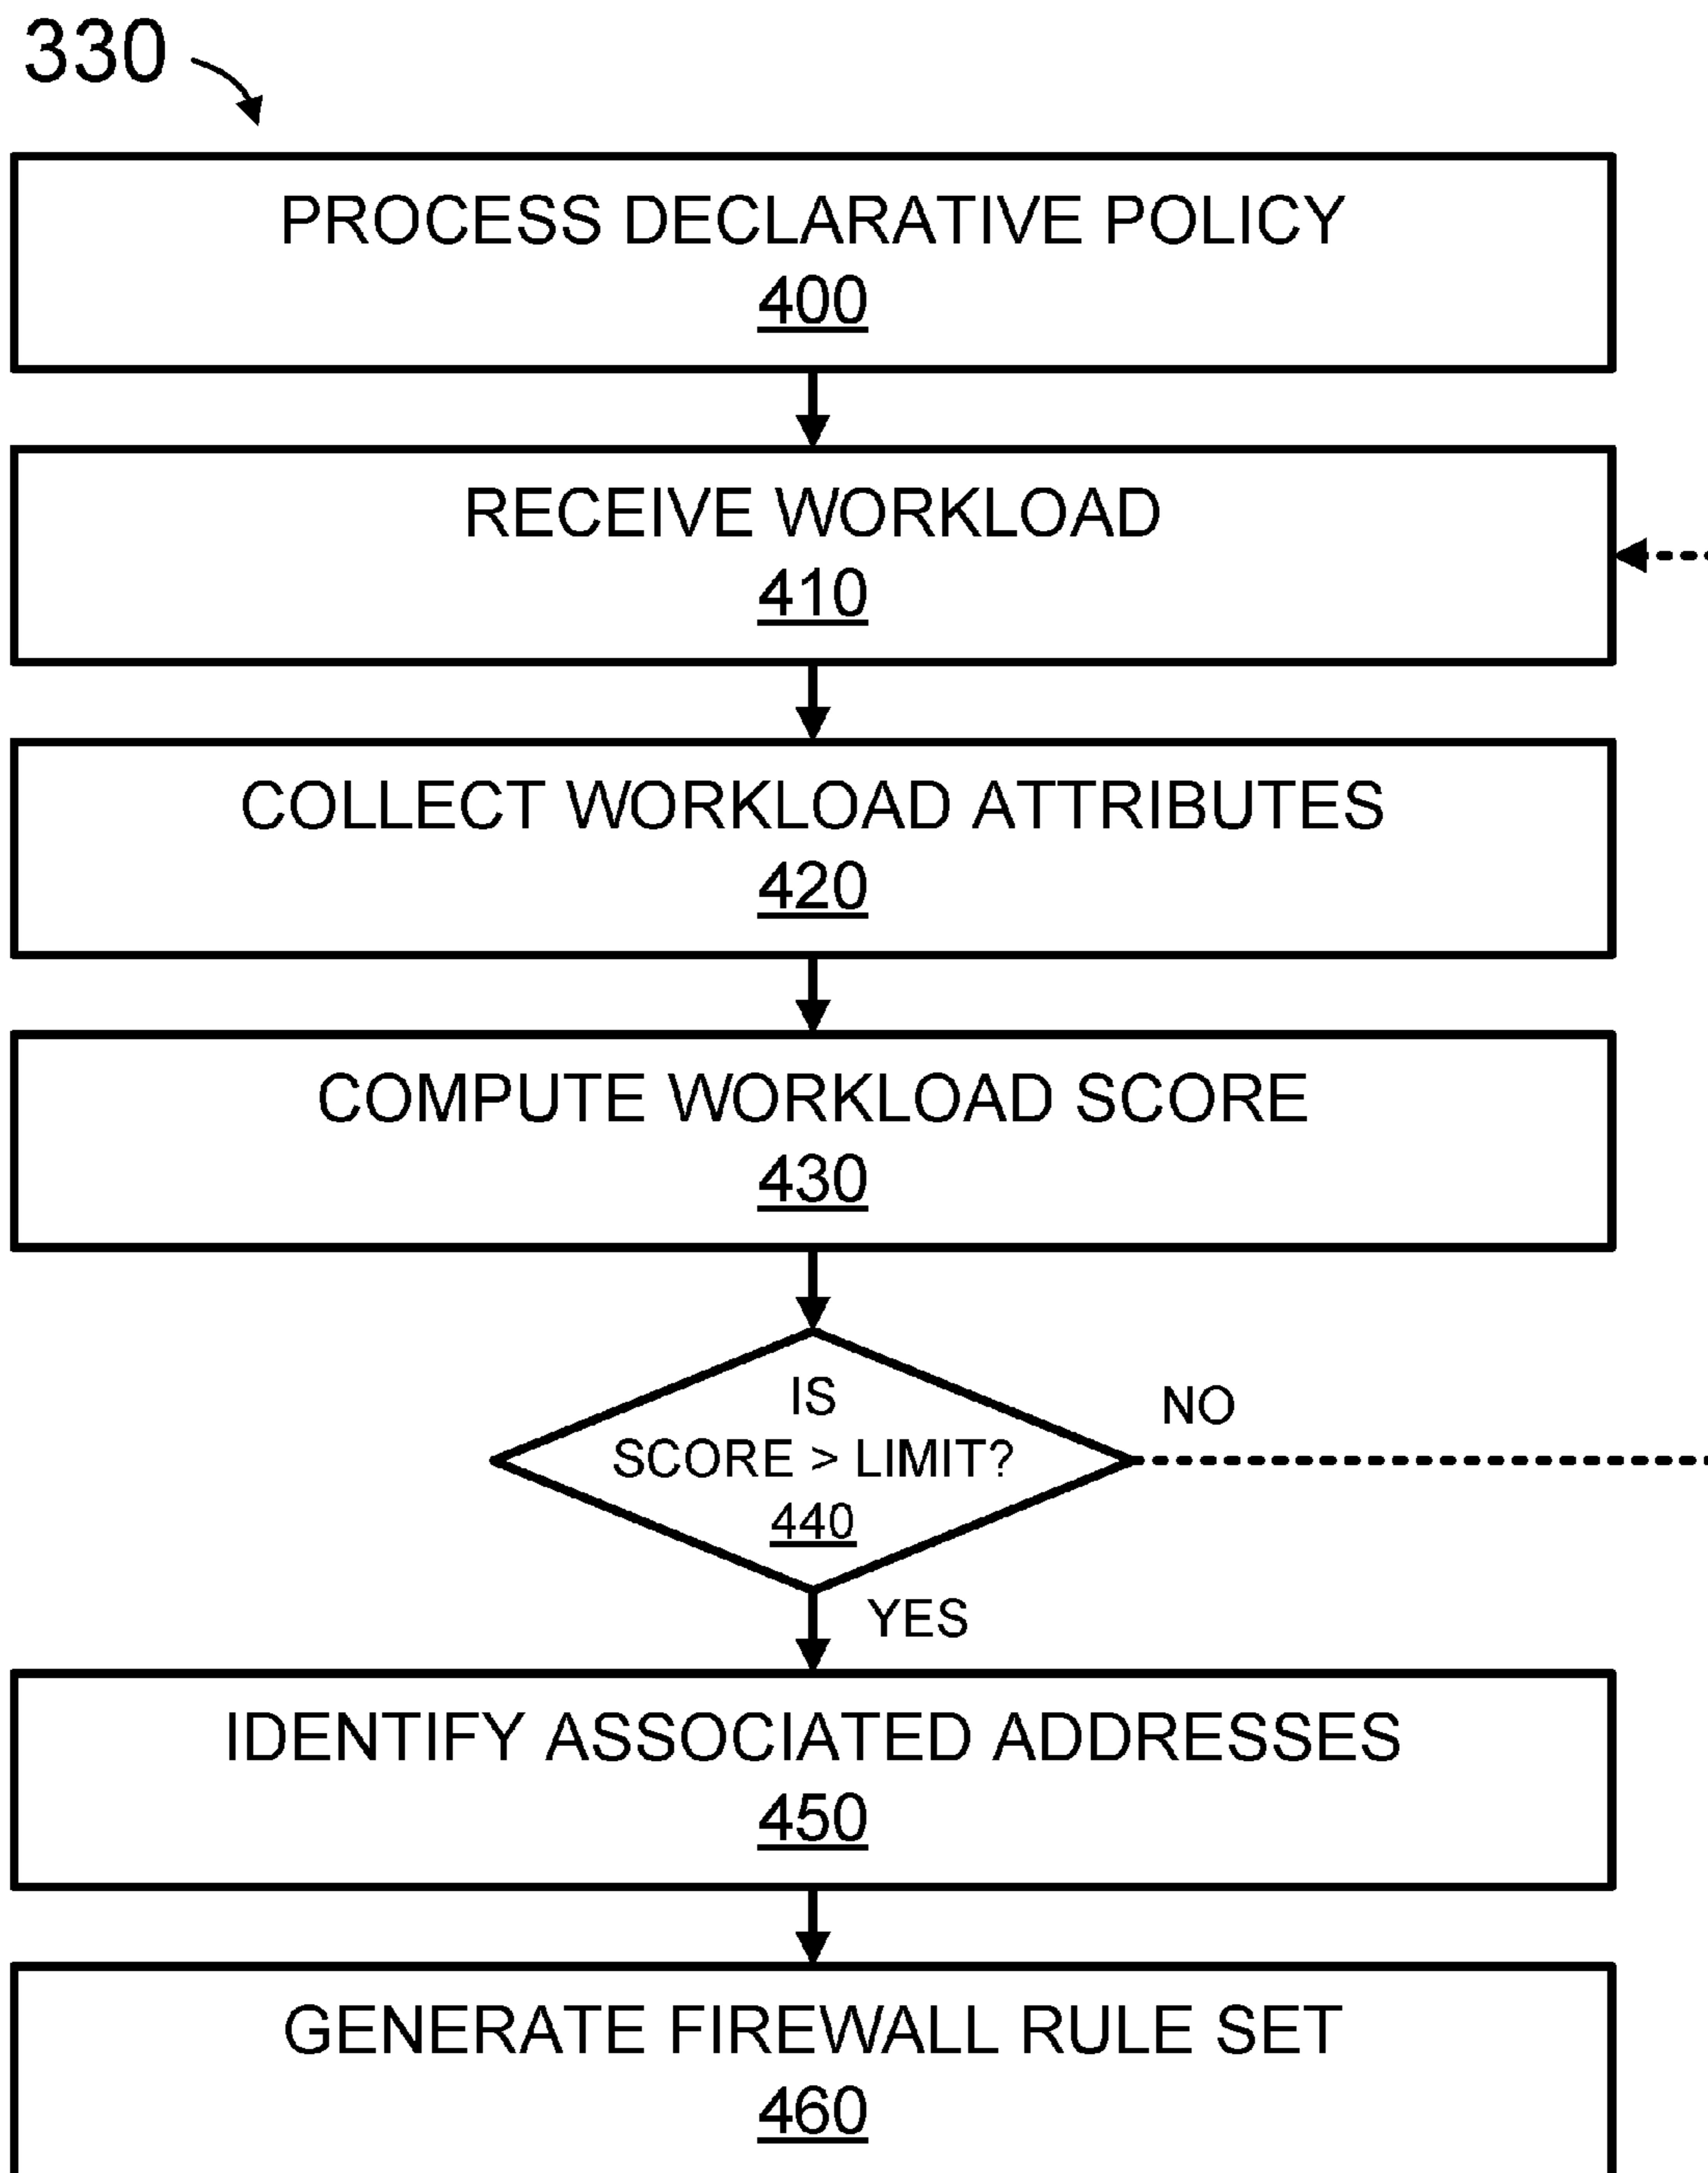 330
PROCESS DECLARATIVE POLICY
400
RECEIVE WORKLOAD
410
COLLECT WORKLOAD ATTRIBUTES
420
COMPUTE WORKLOAD SCORE
430
IS
SCORE > LIMIT?
440
NO
YES
IDENTIFY ASSOCIATED ADDRESSES
450
GENERATE FIREWALL RULE SET
460